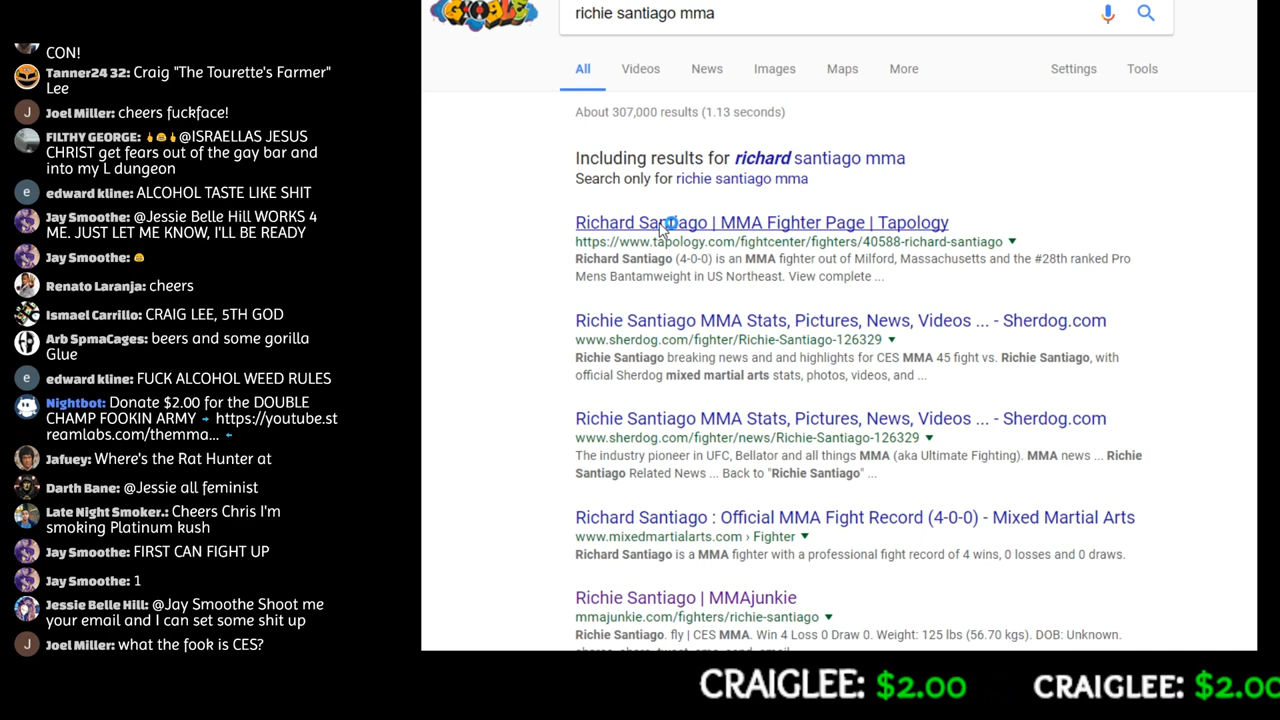 CON!
Tanner24 32: Craig "The Tourette's Farmer"
Lee
Joel Miller: cheers fuckface!
FILTHY GEORGE: 🖕😁🖕@ISRAELLAS JESUS
CHRIST get fears out of the gay bar and
into my L dungeon
edward kline: ALCOHOL TASTE LIKE SHIT
Jay Smoothe: @Jessie Belle Hill WORKS 4
ME. JUST LET ME KNOW, I'LL BE READY
Jay Smoothe: 😁
Renato Laranja: cheers
Ismael Carrillo: CRAIG LEE, 5TH GOD
Arb SpmaCages: beers and some gorilla
Glue
edward kline: FUCK ALCOHOL WEED RULES
Nightbot: Donate $2.00 for the DOUBLE
CHAMP FOOKIN ARMY → https://youtube.st
reamlabs.com/themma... ←
Jafuey: Where's the Rat Hunter at
Darth Bane: @Jessie all feminist
Late Night Smoker.: Cheers Chris I'm
smoking Platinum kush
Jay Smoothe: FIRST CAN FIGHT UP
Jay Smoothe: 1
Jessie Belle Hill: @Jay Smoothe Shoot me
your email and I can set some shit up
Joel Miller: what the fook is CES?
GOOGLE
richie santiago mma
All Videos News Images Maps More Settings Tools
About 307,000 results (1.13 seconds)
Including results for richard santiago mma
Search only for richie santiago mma
Richard Santiago | MMA Fighter Page | Tapology
https://www.tapology.com/fightcenter/fighters/40588-richard-santiago
Richard Santiago (4-0-0) is an MMA fighter out of Milford, Massachusetts and the #28th ranked Pro
Mens Bantamweight in US Northeast. View complete ...
Richie Santiago MMA Stats, Pictures, News, Videos ... - Sherdog.com
www.sherdog.com/fighter/Richie-Santiago-126329
Richie Santiago breaking news and and highlights for CES MMA 45 fight vs. Richie Santiago, with
official Sherdog mixed martial arts stats, photos, videos, and ...
Richie Santiago MMA Stats, Pictures, News, Videos ... - Sherdog.com
www.sherdog.com/fighter/news/Richie-Santiago-126329
The industry pioneer in UFC, Bellator and all things MMA (aka Ultimate Fighting). MMA news ... Richie
Santiago Related News ... Back to "Richie Santiago" ...
Richard Santiago : Official MMA Fight Record (4-0-0) - Mixed Martial Arts
www.mixedmartialarts.com › Fighter
Richard Santiago is a MMA fighter with a professional fight record of 4 wins, 0 losses and 0 draws.
Richie Santiago | MMAjunkie
mmajunkie.com/fighters/richie-santiago
Richie Santiago. fly | CES MMA. Win 4 Loss 0 Draw 0. Weight: 125 lbs (56.70 kgs). DOB: Unknown.
CRAIGLEE: $2.00 CRAIGLEE: $2.00